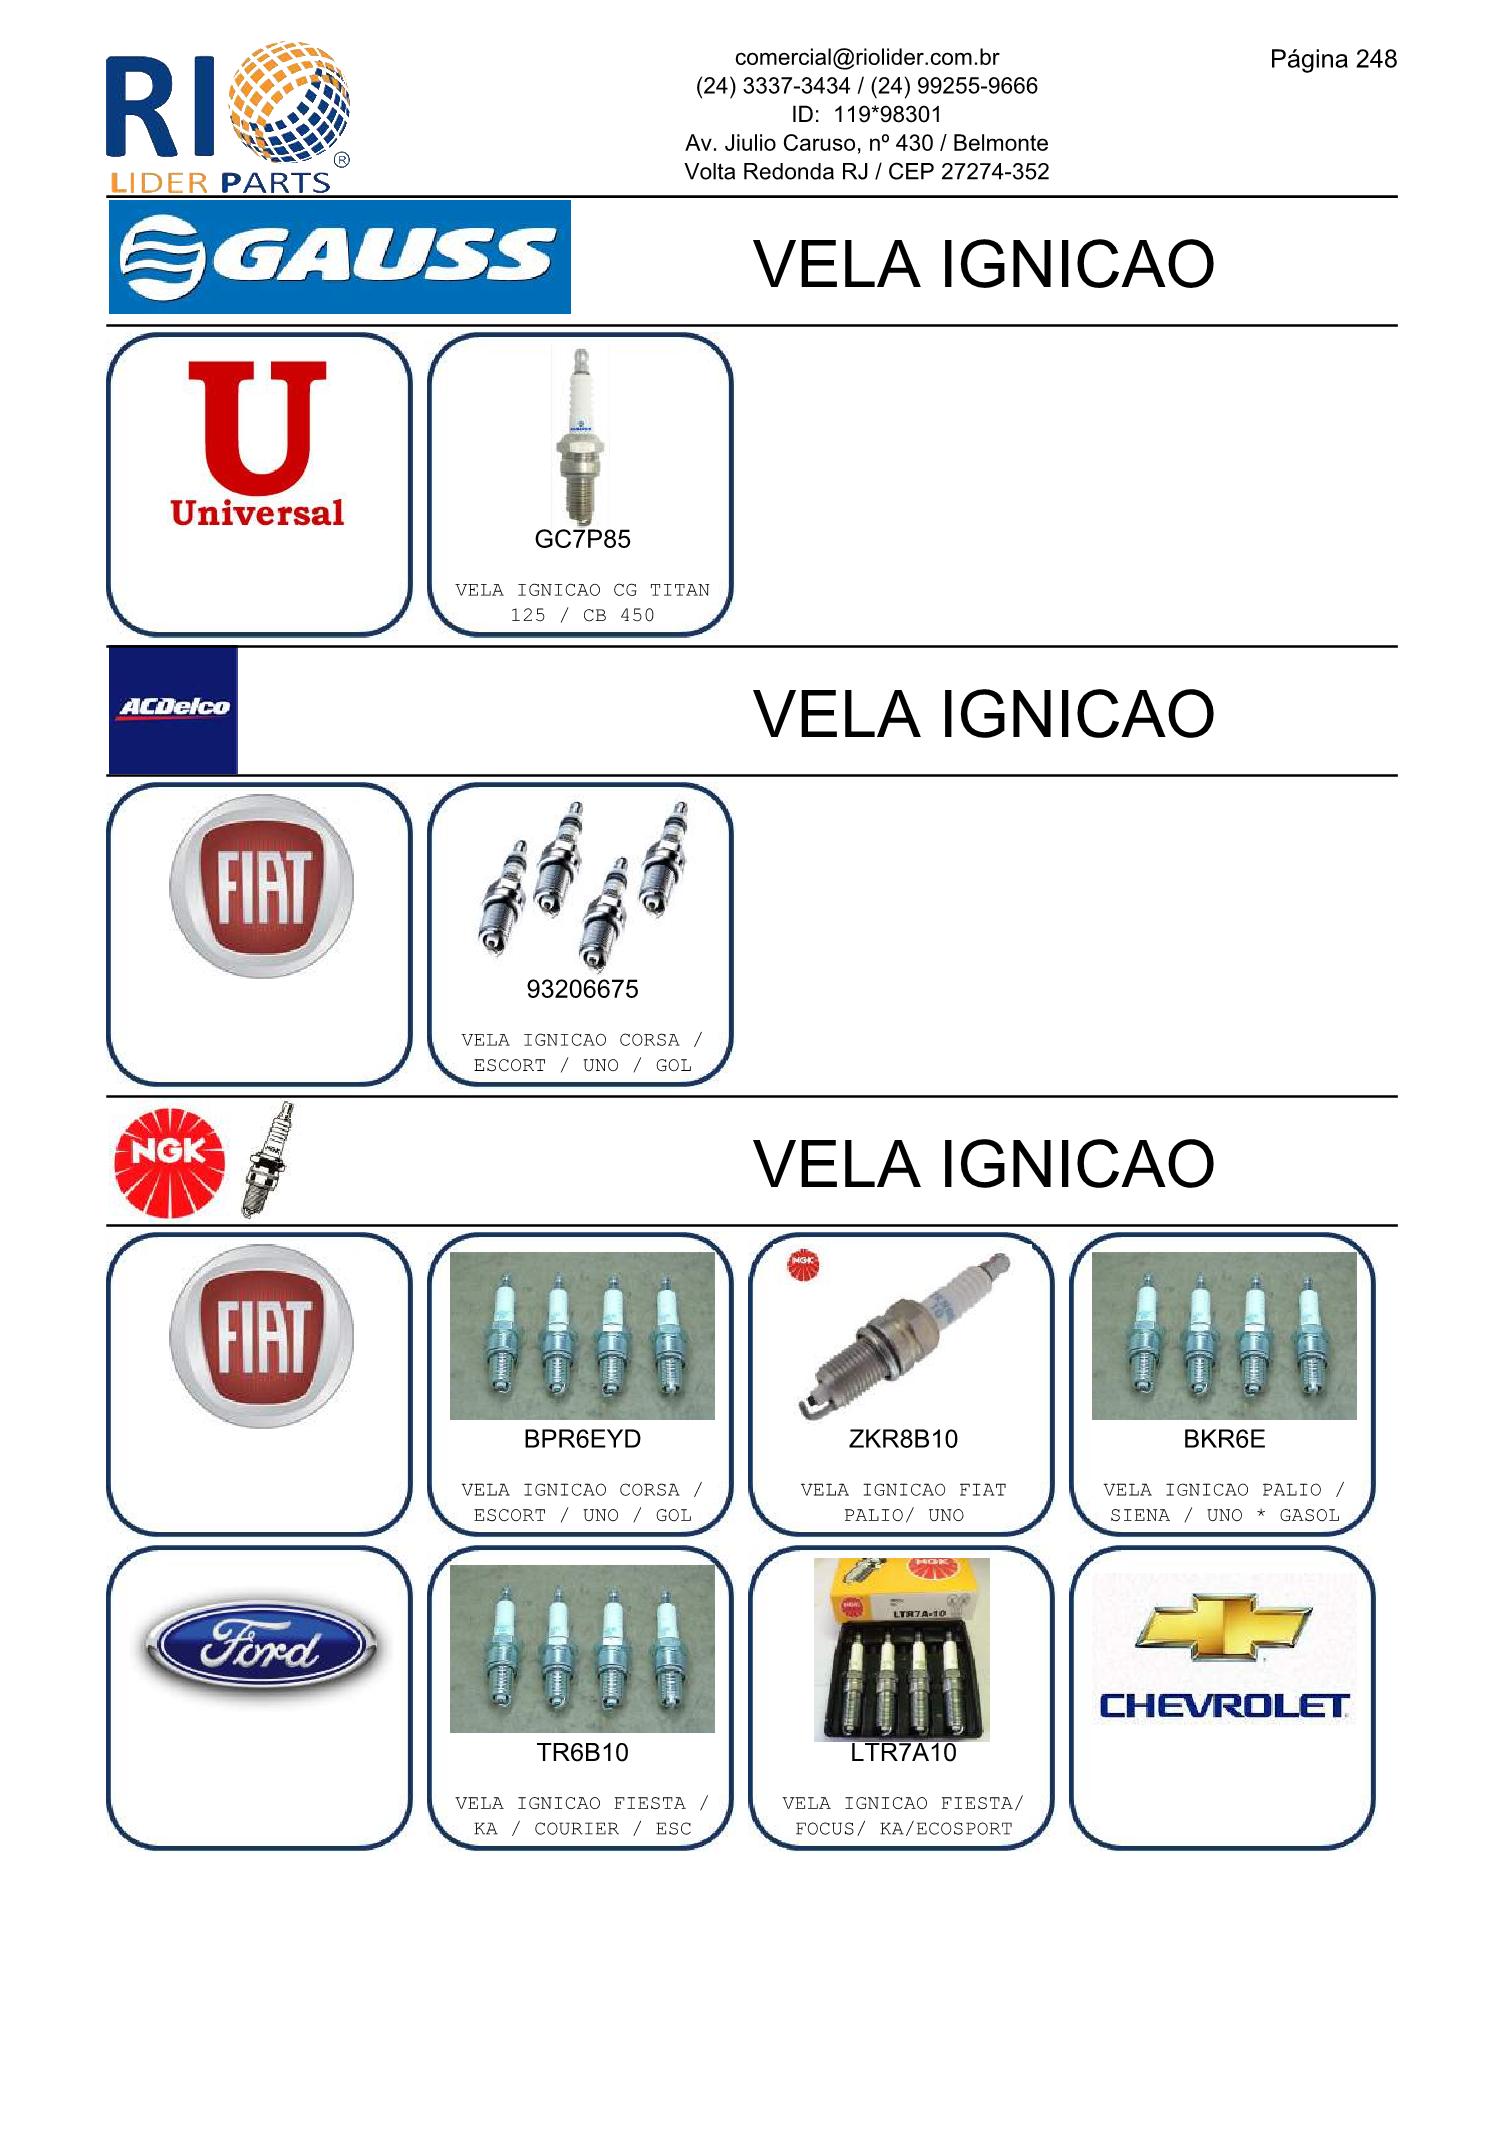 RIO
LIDER PARTS
®
comercial@riolider.com.br
(24) 3337-3434 / (24) 99255-9666
ID: 119*98301
Av. Jiulio Caruso, nº 430 / Belmonte
Volta Redonda RJ / CEP 27274-352
Página 248
GAUSS
VELA IGNICAO
U
Universal
GC7P85
VELA IGNICAO CG TITAN
125 / CB 450
ACDelco
VELA IGNICAO
FIAT
93206675
VELA IGNICAO CORSA /
ESCORT / UNO / GOL
NGK
NGK
VELA IGNICAO
FIAT
BPR6EYD
VELA IGNICAO CORSA /
ESCORT / UNO / GOL
NGK
ZKR8B10
VELA IGNICAO FIAT
PALIO/ UNO
BKR6E
VELA IGNICAO PALIO /
SIENA / UNO * GASOL
Ford
TR6B10
VELA IGNICAO FIESTA /
KA / COURIER / ESC
NGK
NGK
LTR7A-10
LTR7A10
VELA IGNICAO FIESTA/
FOCUS/ KA/ECOSPORT
CHEVROLET